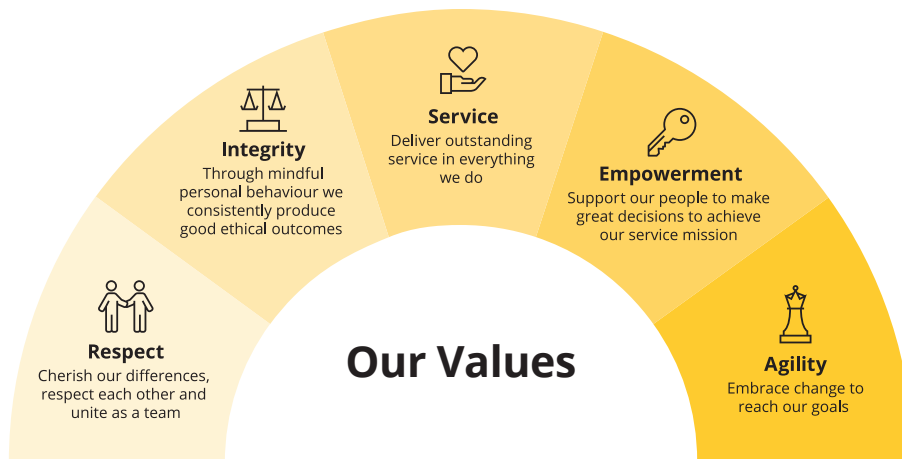 Service
Deliver outstanding
service in everything
we do
Integrity
Through mindful
personal behaviour we
consistently produce
good ethical outcomes
Empowerment
Support our people to make
great decisions to achieve
our service mission
Respect
Cherish our differences,
respect each other and
unite as a team
Our Values
Agility
Embrace change to
reach our goals